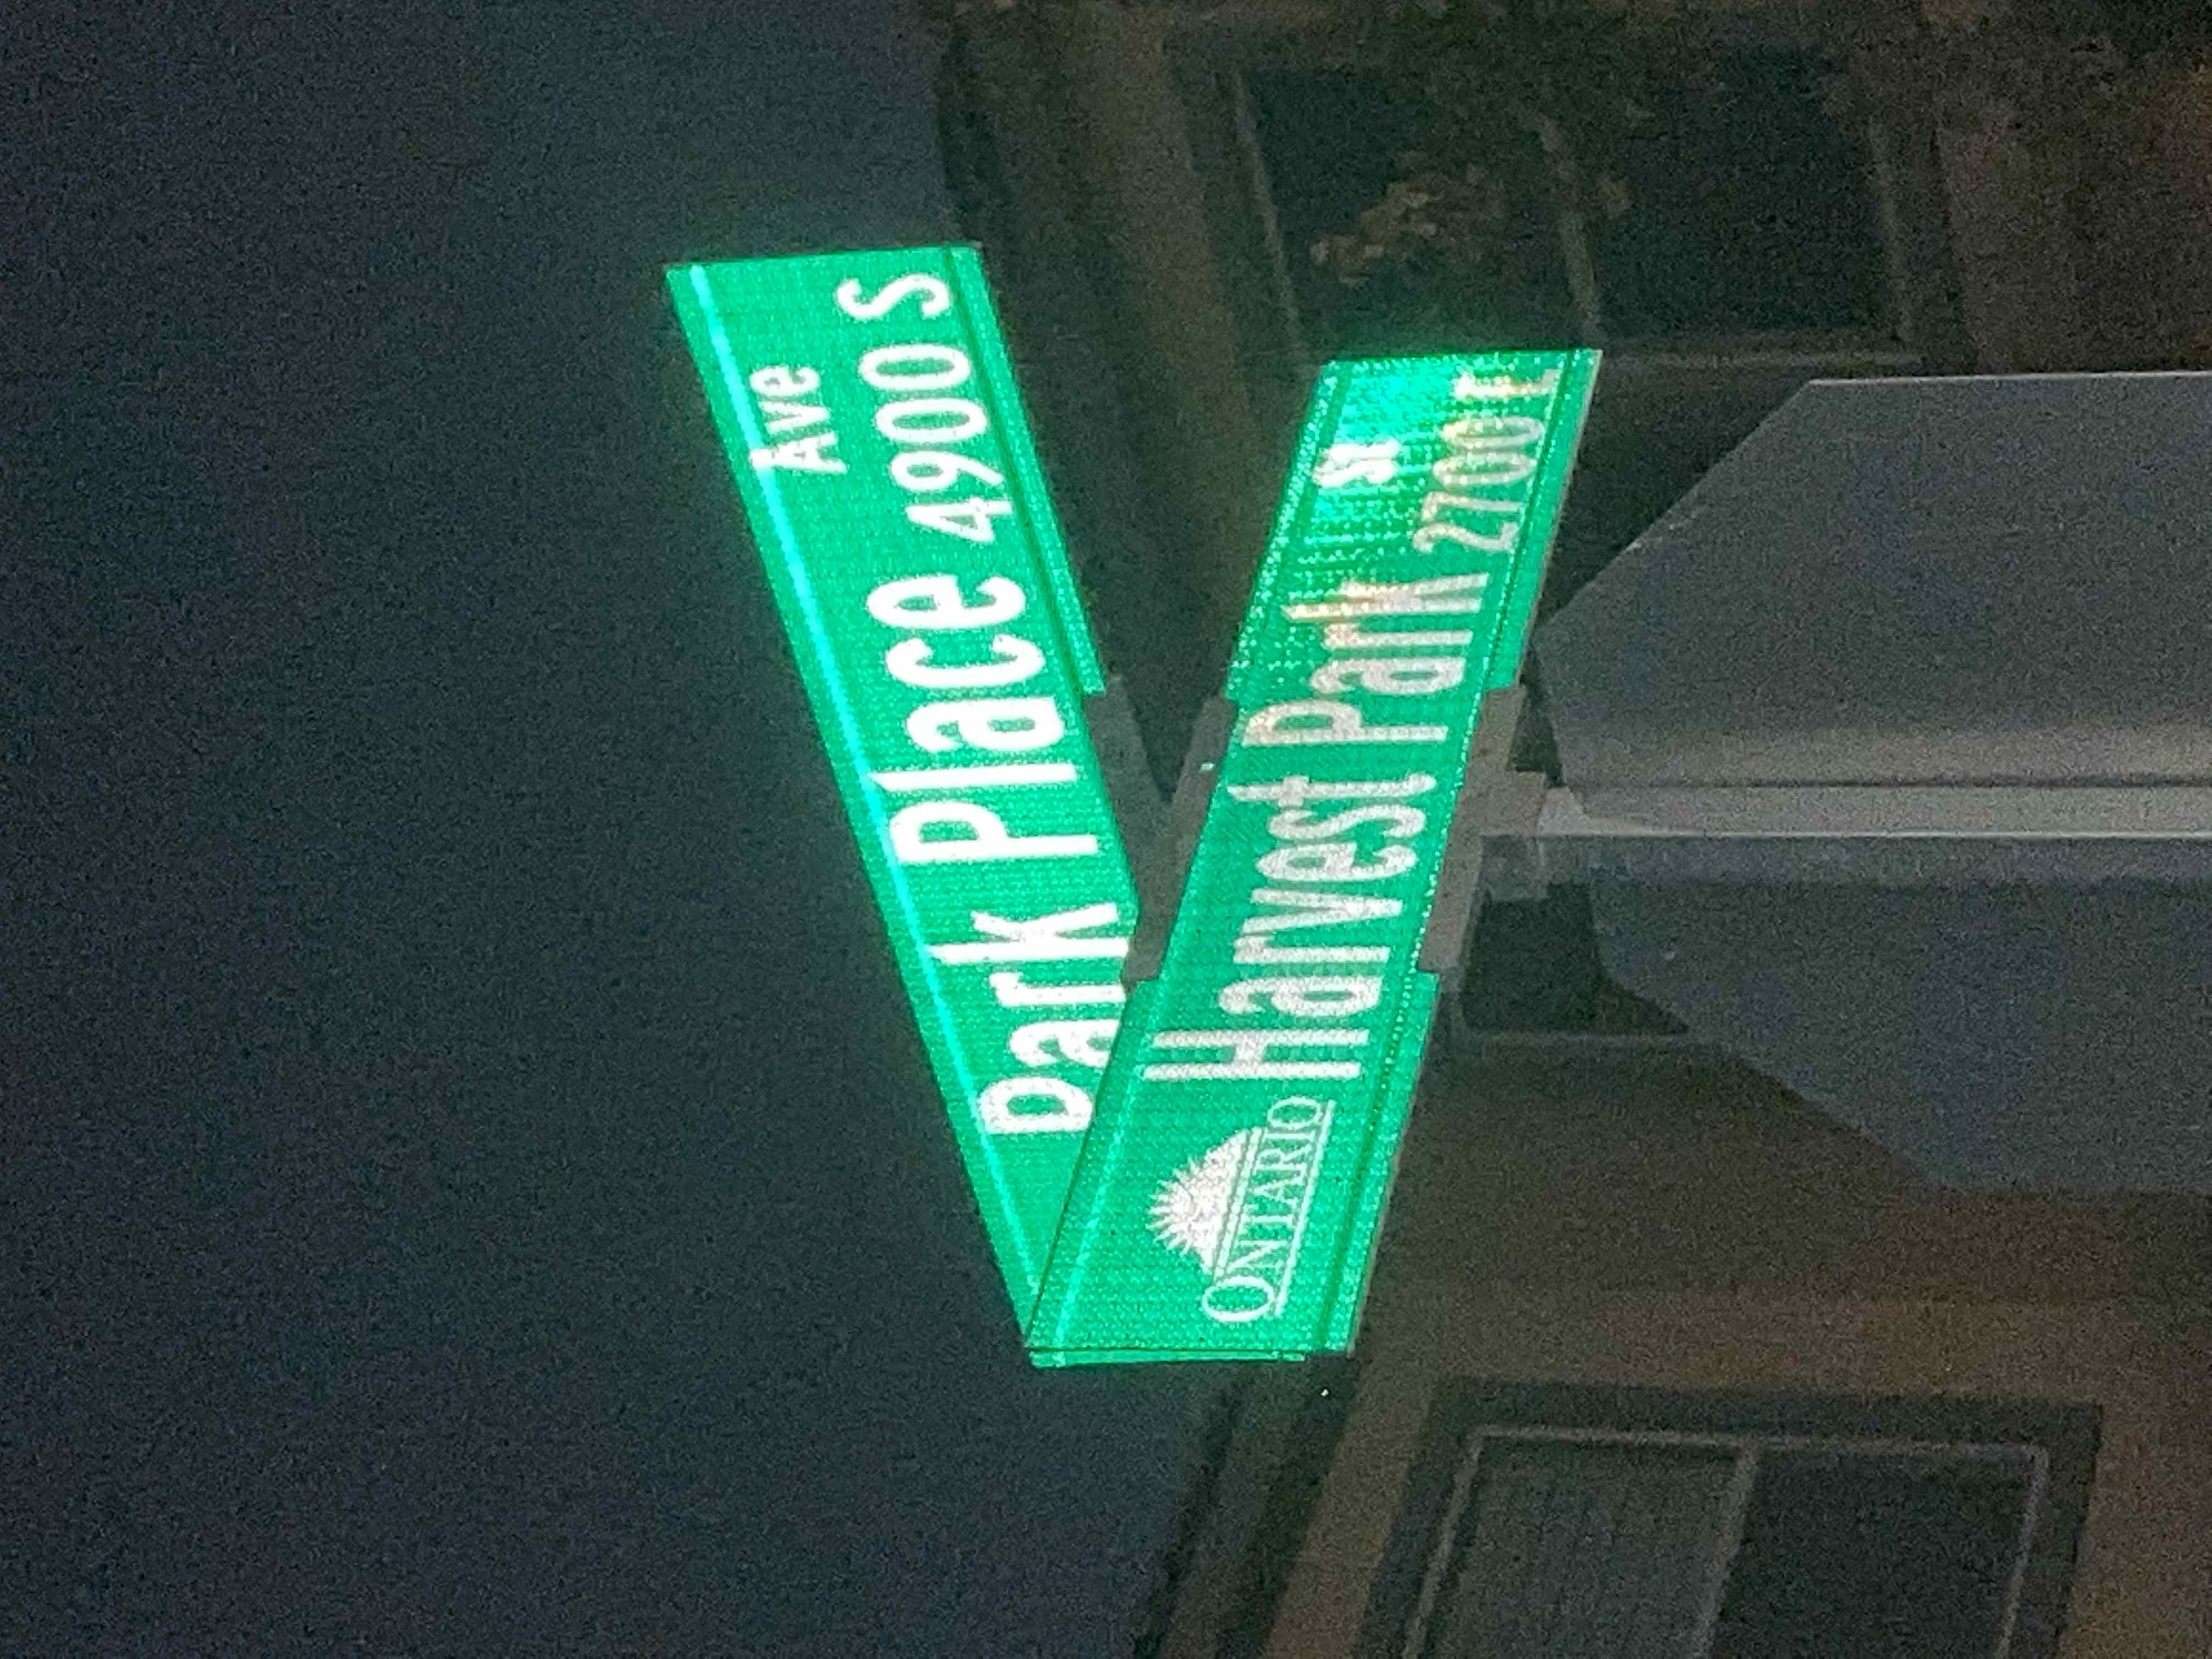 Park Place Ave
4900 S
ONTARIO
Harvest Park St
2700 E